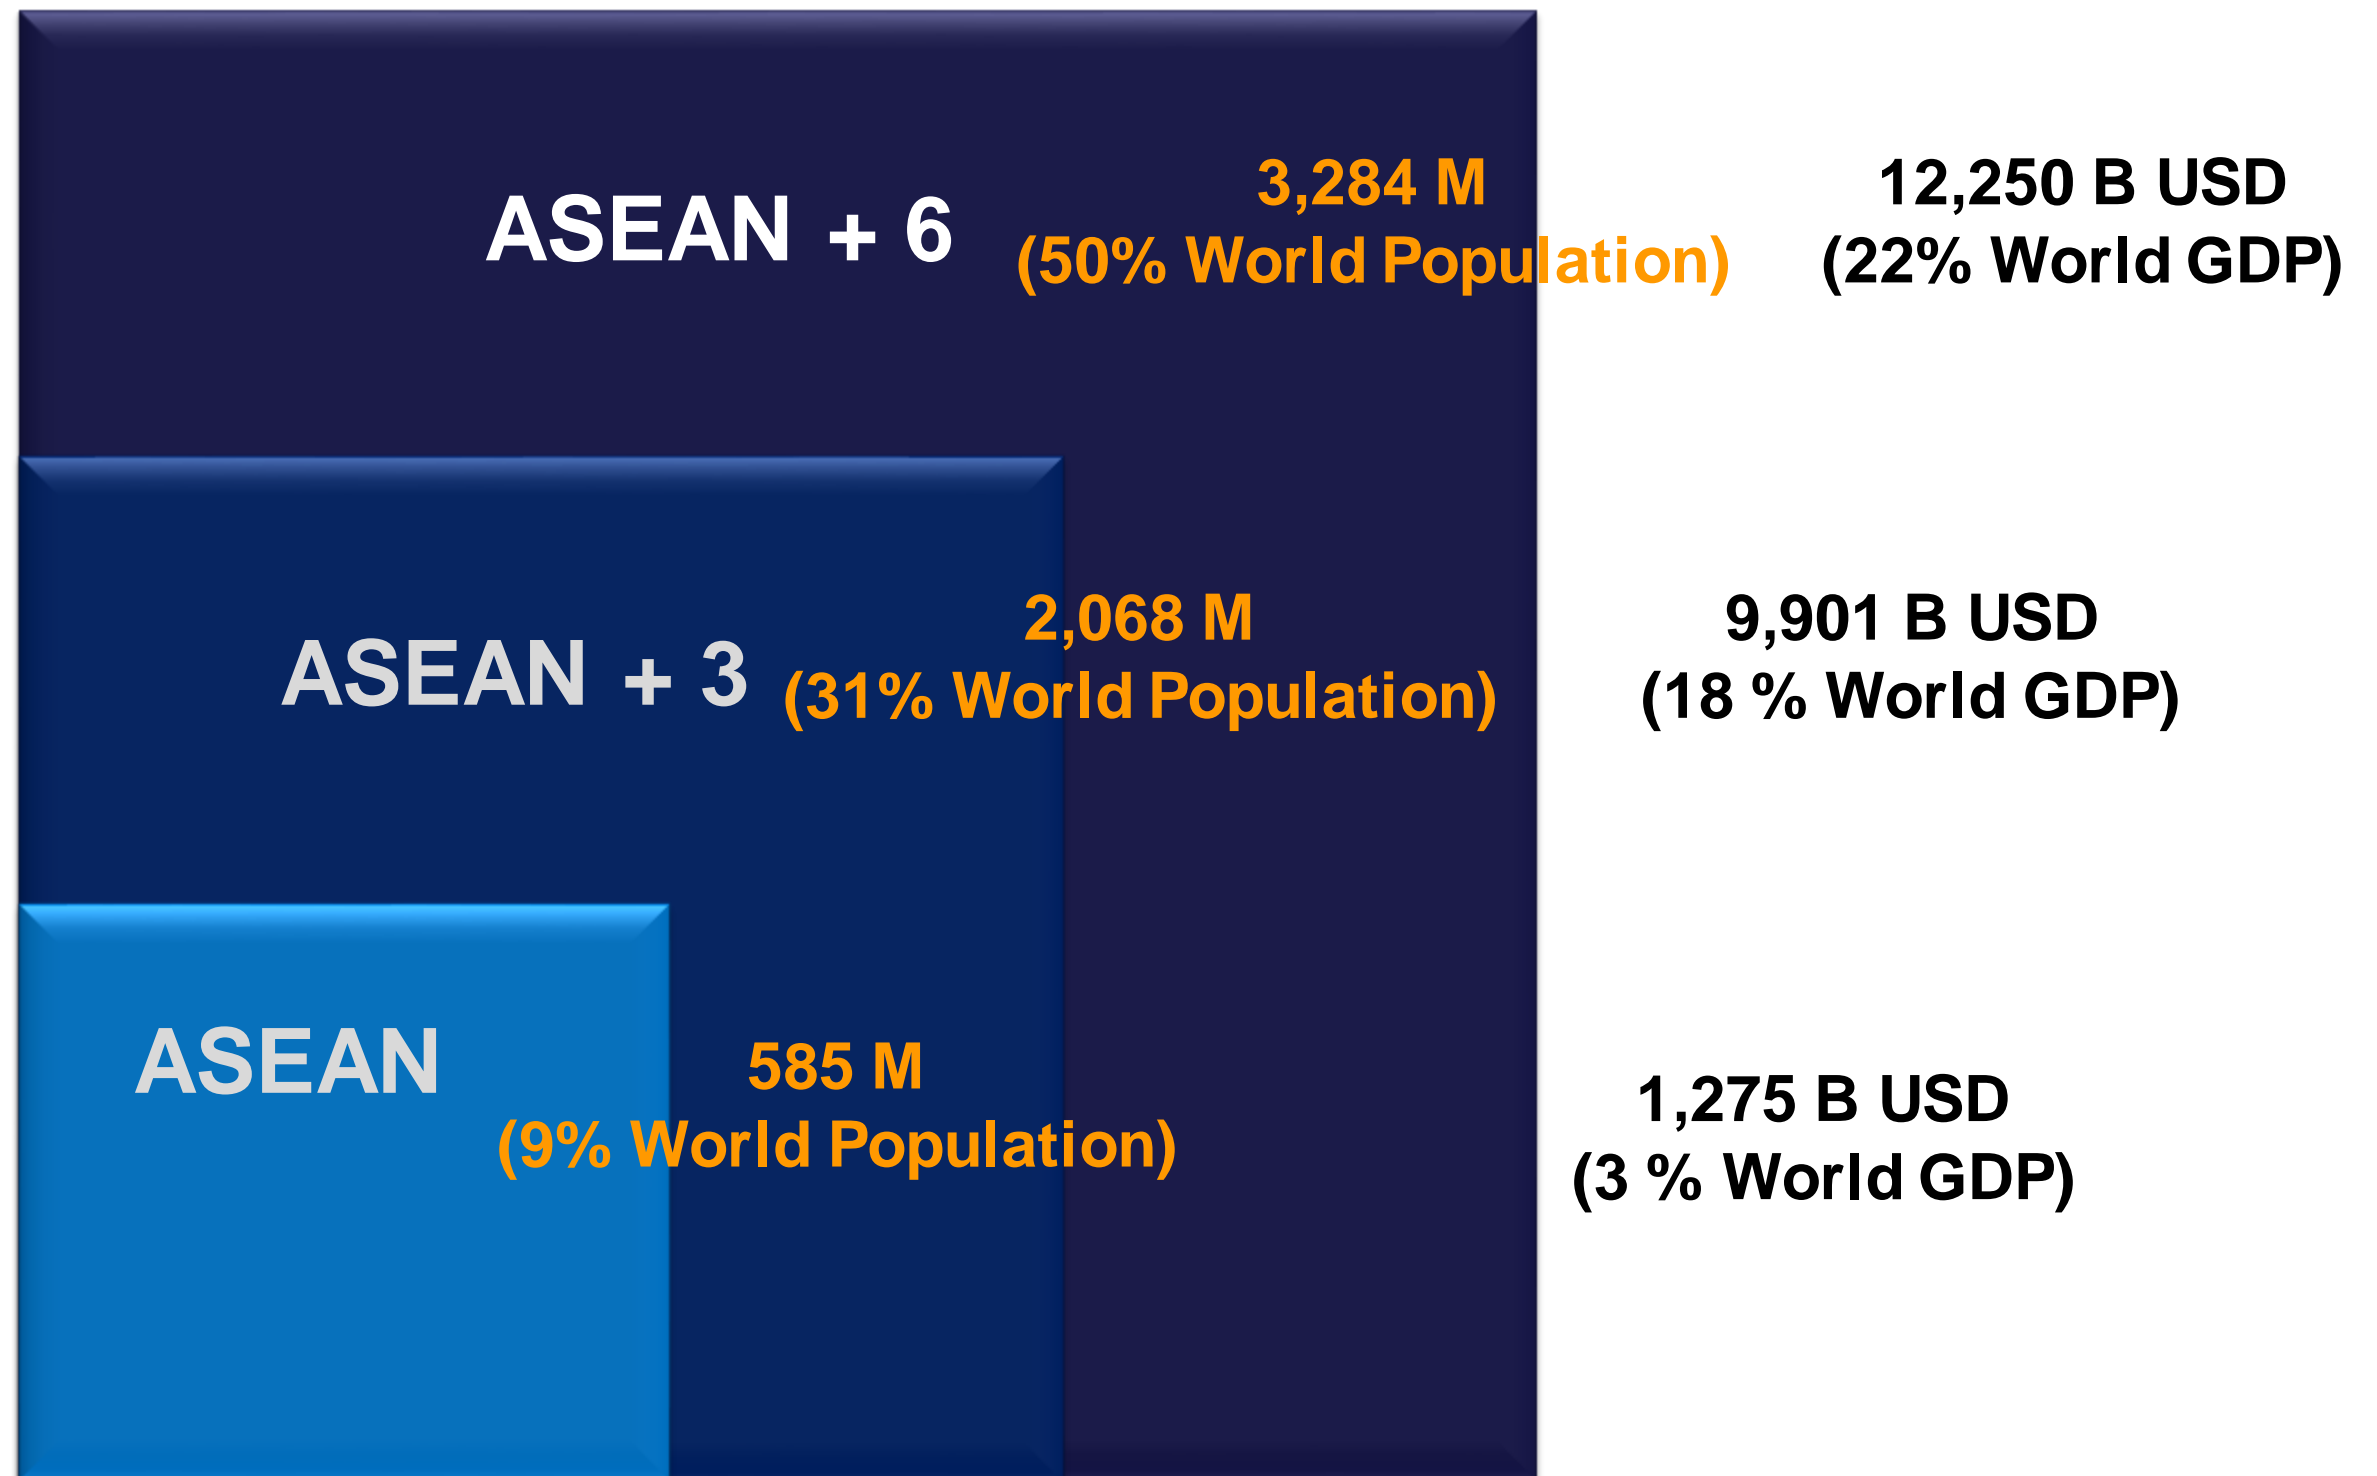 ASEAN + 6
3,284 M
(50% World Population)
12,250 B USD
(22% World GDP)
ASEAN + 3
2,068 M
(31% World Population)
9,901 B USD
(18 % World GDP)
ASEAN
585 M
(9% World Population)
1,275 B USD
(3 % World GDP)